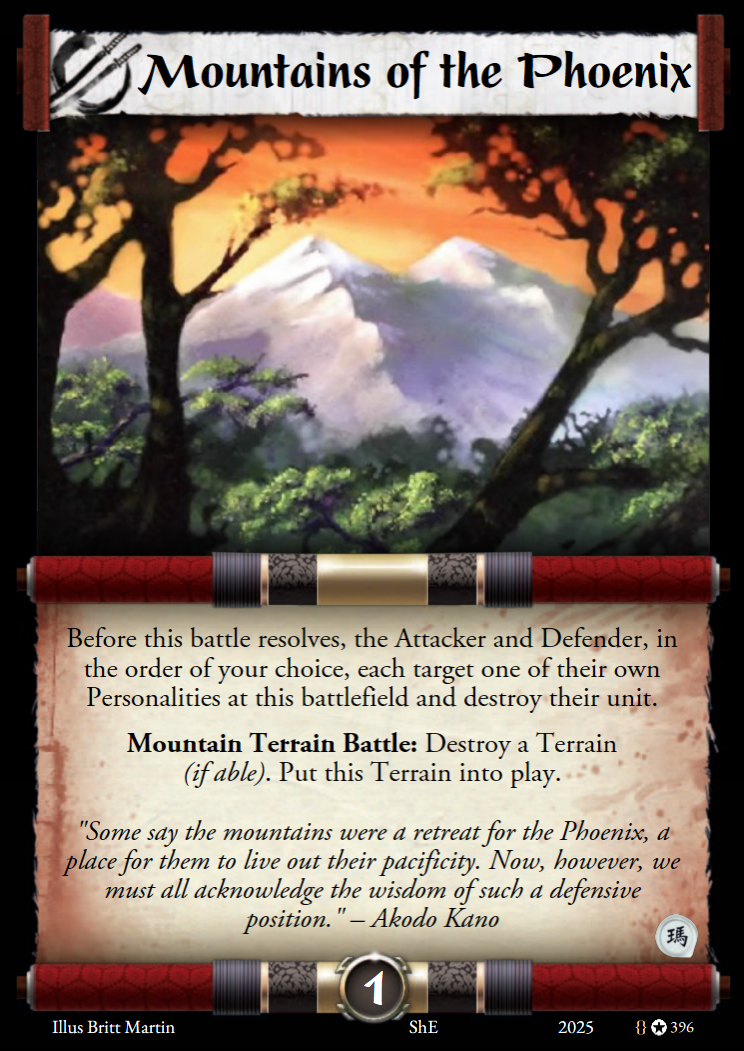 Mountains of the Phoenix
Before this battle resolves, the Attacker and Defender, in
the order of your choice, each target one of their own
Personalities at this battlefield and destroy their unit.
Mountain Terrain Battle: Destroy a Terrain
(if able). Put this Terrain into play.
"Some say the mountains were a retreat for the Phoenix, a
place for them to live out their pacificity. Now, however, we
must all acknowledge the wisdom of such a defensive
position." – Akodo Kano
瑪
1
Illus Britt Martin ShE 2025 {} ✪ 396